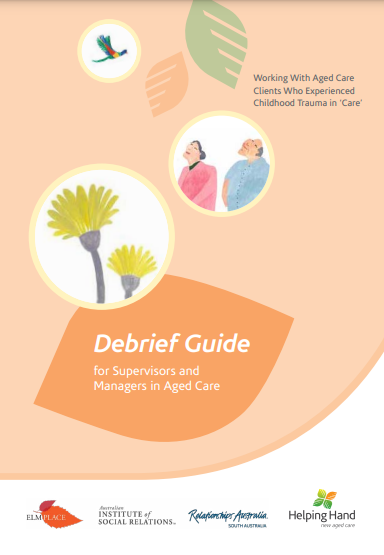 Working With Aged Care
Clients Who Experienced
Childhood Trauma in 'Care'
Debrief Guide
for Supervisors and
Managers in Aged Care
ELM PLACE
Australian
INSTITUTE of
SOCIAL RELATIONS
Relationships Australia
SOUTH AUSTRALIA
Helping Hand
new aged care